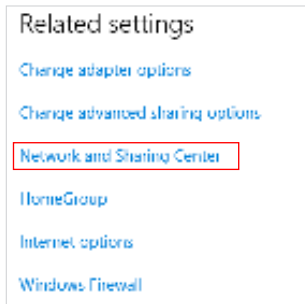 Related settings
Change adapter options
Change advanced sharing options
Network and Sharing Center
HomeGroup
Internet options
Windows Firewall